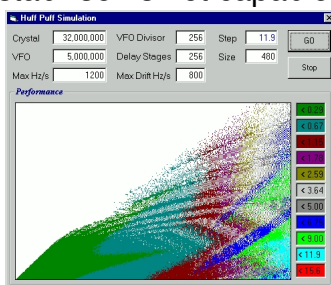 Huff Puff Simulation
Crystal 32,000,000 VFO Divisor 256 Step 11.9 GO
VFO 5,000,000 Delay Stages 256 Size 480
Max Hz/s 1200 Max Drift Hz/s 800 Stop
Performance
< 0.29
< 0.67
< 2.59
< 3.64
< 5.00
< 9.00
< 11.9
< 15.6